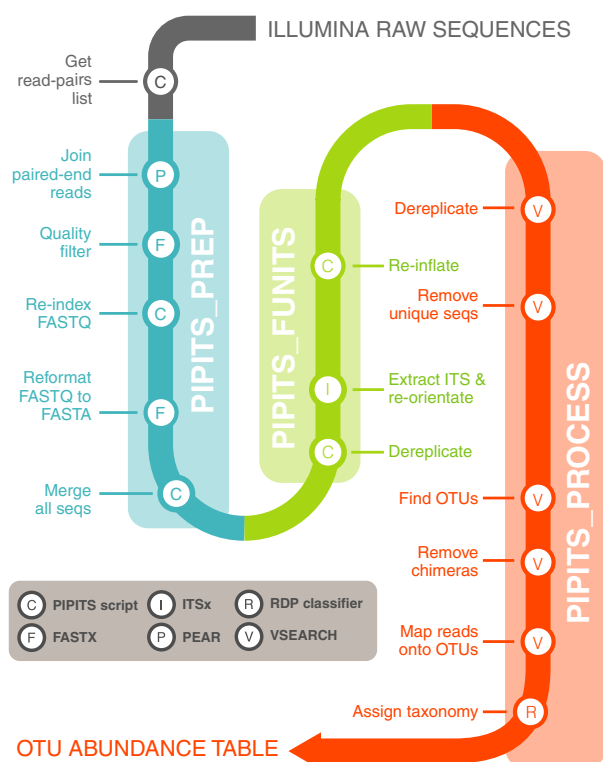 ILLUMINA RAW SEQUENCES
Get
read-pairs
list
C
PIPITS_PREP
Join
paired-end
reads
P
Quality
filter
F
Re-index
FASTQ
C
Reformat
FASTQ to
FASTA
F
Merge
all seqs
C
PIPITS_FUNITS
C
Re-inflate
I
Extract ITS &
re-orientate
C
Dereplicate
PIPITS_PROCESS
Dereplicate
V
Remove
unique seqs
V
Find OTUs
V
Remove
chimeras
V
Map reads
onto OTUs
V
Assign taxonomy
R
C PIPITS script I ITSx R RDP classifier
F FASTX P PEAR V VSEARCH
OTU ABUNDANCE TABLE